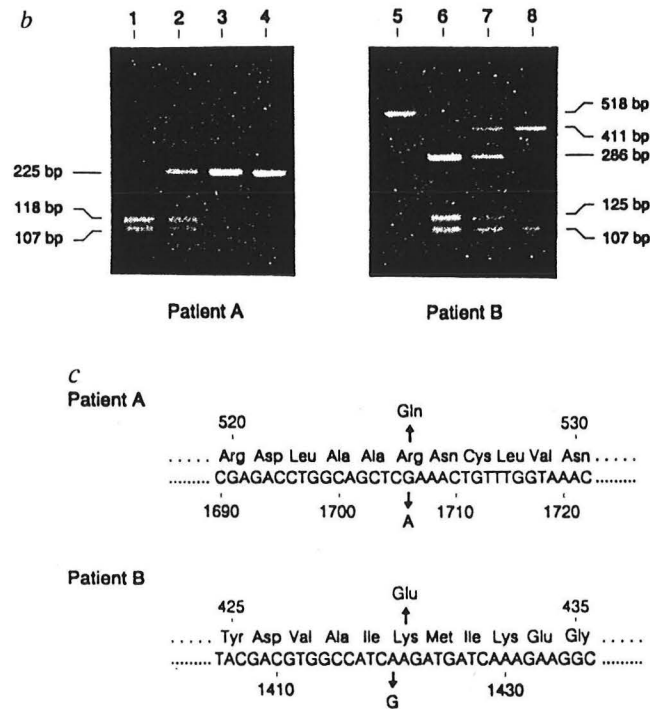 b
1 2 3 4 5 6 7 8
225 bp
118 bp
107 bp
518 bp
411 bp
286 bp
125 bp
107 bp
Patient A Patient B
c
Patient A
Gln
520 530
..... Arg Asp Leu Ala Ala Arg Asn Cys Leu Val Asn .....
......... CGAGACCTGGCAGCTCGAAACTGTTTGGTAAAC .........
1690 1700 A 1710 1720
Patient B
Glu
425 435
..... Tyr Asp Val Ala Ile Lys Met Ile Lys Glu Gly .....
......... TACGACGTGGCCATCAAGATGATCAAAGAAGGC .........
1410 G 1430